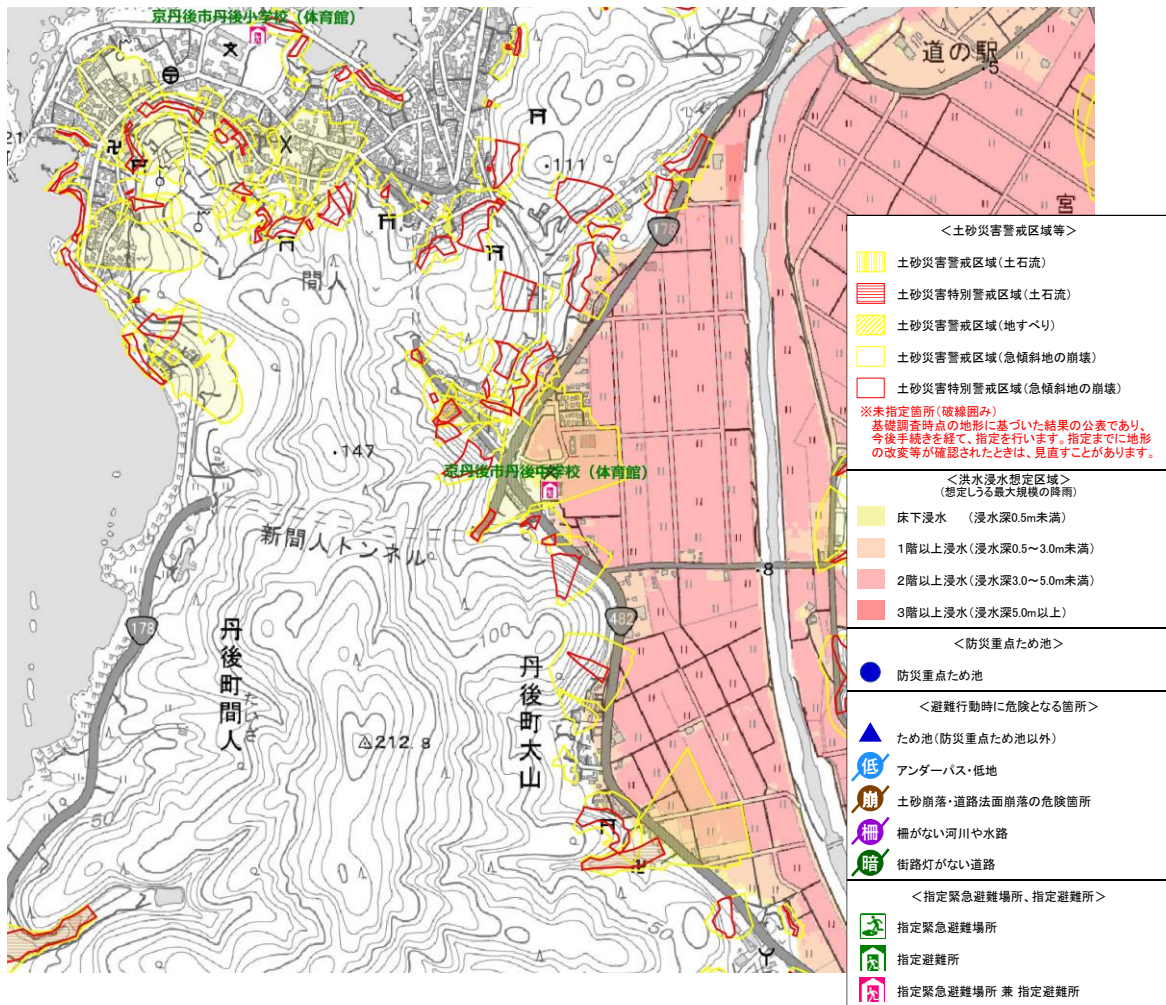 京丹後市丹後小学校(体育館)
道の駅
5
21
111
宮
178
間人
147
京丹後市丹後中学校(体育館)
新間人トンネル
8
178
482
100
丹後町間人
たいざ
丹後町大山
212.8
50
50
<土砂災害警戒区域等>
土砂災害警戒区域(土石流)
土砂災害特別警戒区域(土石流)
土砂災害警戒区域(地すべり)
土砂災害警戒区域(急傾斜地の崩壊)
土砂災害特別警戒区域(急傾斜地の崩壊)
※未指定箇所(破線囲み)
基礎調査時点の地形に基づいた結果の公表であり、
今後手続きを経て、指定を行います。指定までに地形
の改変等が確認されたときは、見直すことがあります。
<洪水浸水想定区域>
(想定しうる最大規模の降雨)
床下浸水 (浸水深0.5m未満)
1階以上浸水(浸水深0.5~3.0m未満)
2階以上浸水(浸水深3.0~5.0m未満)
3階以上浸水(浸水深5.0m以上)
<防災重点ため池>
防災重点ため池
<避難行動時に危険となる箇所>
ため池(防災重点ため池以外)
低 アンダーパス・低地
崩 土砂崩落・道路法面崩落の危険箇所
柵 柵がない河川や水路
暗 街路灯がない道路
<指定緊急避難場所、指定避難所>
指定緊急避難場所
指定避難所
指定緊急避難場所 兼 指定避難所